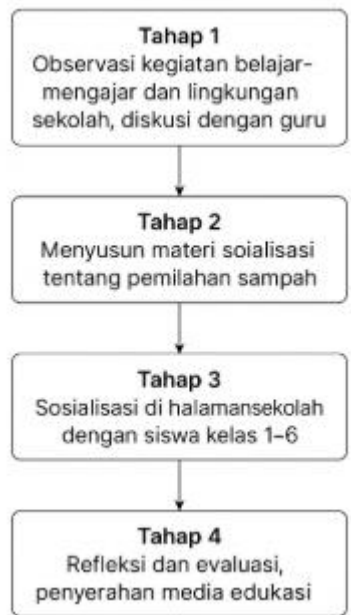 Tahap 1
Observasi kegiatan belajar-
mengajar dan lingkungan
sekolah, diskusi dengan guru
Tahap 2
Menyusun materi soialisasi
tentang pemilahan sampah
Tahap 3
Sosialisasi di halamansekolah
dengan siswa kelas 1–6
Tahap 4
Refleksi dan evaluasi,
penyerahan media edukasi